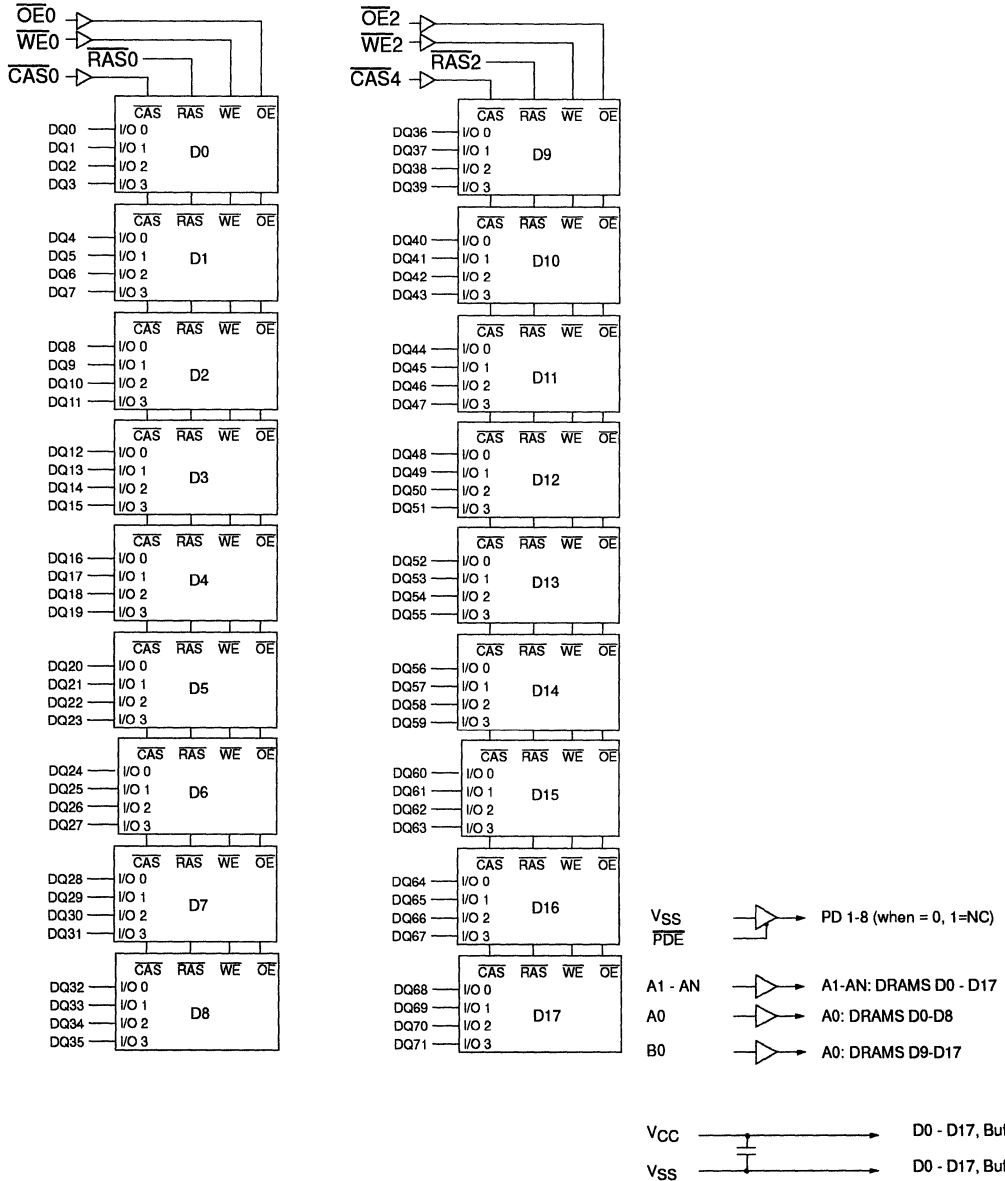 OE0
WE0
RAS0
CAS0
CAS RAS WE OE
DQ0 I/O 0
DQ1 I/O 1
DQ2 I/O 2
DQ3 I/O 3
D0
CAS RAS WE OE
DQ4 I/O 0
DQ5 I/O 1
DQ6 I/O 2
DQ7 I/O 3
D1
CAS RAS WE OE
DQ8 I/O 0
DQ9 I/O 1
DQ10 I/O 2
DQ11 I/O 3
D2
CAS RAS WE OE
DQ12 I/O 0
DQ13 I/O 1
DQ14 I/O 2
DQ15 I/O 3
D3
CAS RAS WE OE
DQ16 I/O 0
DQ17 I/O 1
DQ18 I/O 2
DQ19 I/O 3
D4
CAS RAS WE OE
DQ20 I/O 0
DQ21 I/O 1
DQ22 I/O 2
DQ23 I/O 3
D5
CAS RAS WE OE
DQ24 I/O 0
DQ25 I/O 1
DQ26 I/O 2
DQ27 I/O 3
D6
CAS RAS WE OE
DQ28 I/O 0
DQ29 I/O 1
DQ30 I/O 2
DQ31 I/O 3
D7
CAS RAS WE OE
DQ32 I/O 0
DQ33 I/O 1
DQ34 I/O 2
DQ35 I/O 3
D8
OE2
WE2
RAS2
CAS4
CAS RAS WE OE
DQ36 I/O 0
DQ37 I/O 1
DQ38 I/O 2
DQ39 I/O 3
D9
CAS RAS WE OE
DQ40 I/O 0
DQ41 I/O 1
DQ42 I/O 2
DQ43 I/O 3
D10
CAS RAS WE OE
DQ44 I/O 0
DQ45 I/O 1
DQ46 I/O 2
DQ47 I/O 3
D11
CAS RAS WE OE
DQ48 I/O 0
DQ49 I/O 1
DQ50 I/O 2
DQ51 I/O 3
D12
CAS RAS WE OE
DQ52 I/O 0
DQ53 I/O 1
DQ54 I/O 2
DQ55 I/O 3
D13
CAS RAS WE OE
DQ56 I/O 0
DQ57 I/O 1
DQ58 I/O 2
DQ59 I/O 3
D14
CAS RAS WE OE
DQ60 I/O 0
DQ61 I/O 1
DQ62 I/O 2
DQ63 I/O 3
D15
CAS RAS WE OE
DQ64 I/O 0
DQ65 I/O 1
DQ66 I/O 2
DQ67 I/O 3
D16
CAS RAS WE OE
DQ68 I/O 0
DQ69 I/O 1
DQ70 I/O 2
DQ71 I/O 3
D17
VSS PD 1-8 (when = 0, 1=NC)
PDE
A1 - AN A1-AN: DRAMS D0 - D17
A0 A0: DRAMS D0-D8
B0 A0: DRAMS D9-D17
VCC D0 - D17,
VSS D0 - D17,